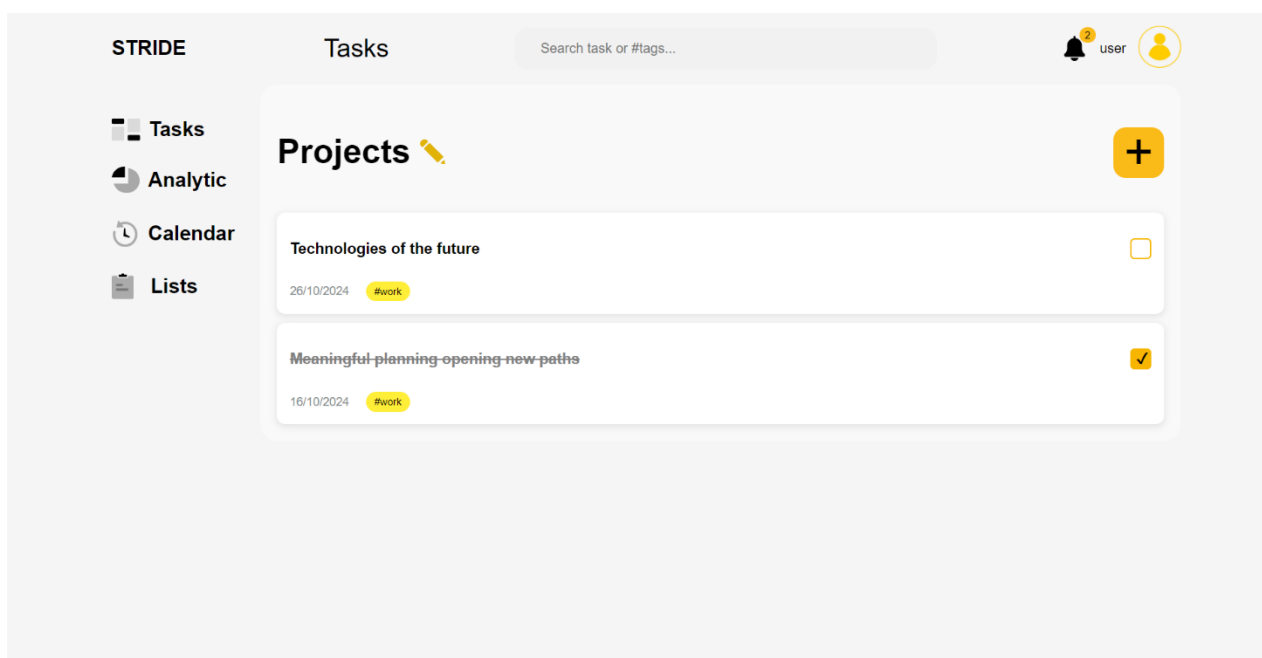 STRIDE
Tasks
Search task or #tags...
2
user
Tasks
Analytic
Calendar
Lists
Projects
Technologies of the future
26/10/2024 #work
Meaningful planning opening new paths
16/10/2024 #work